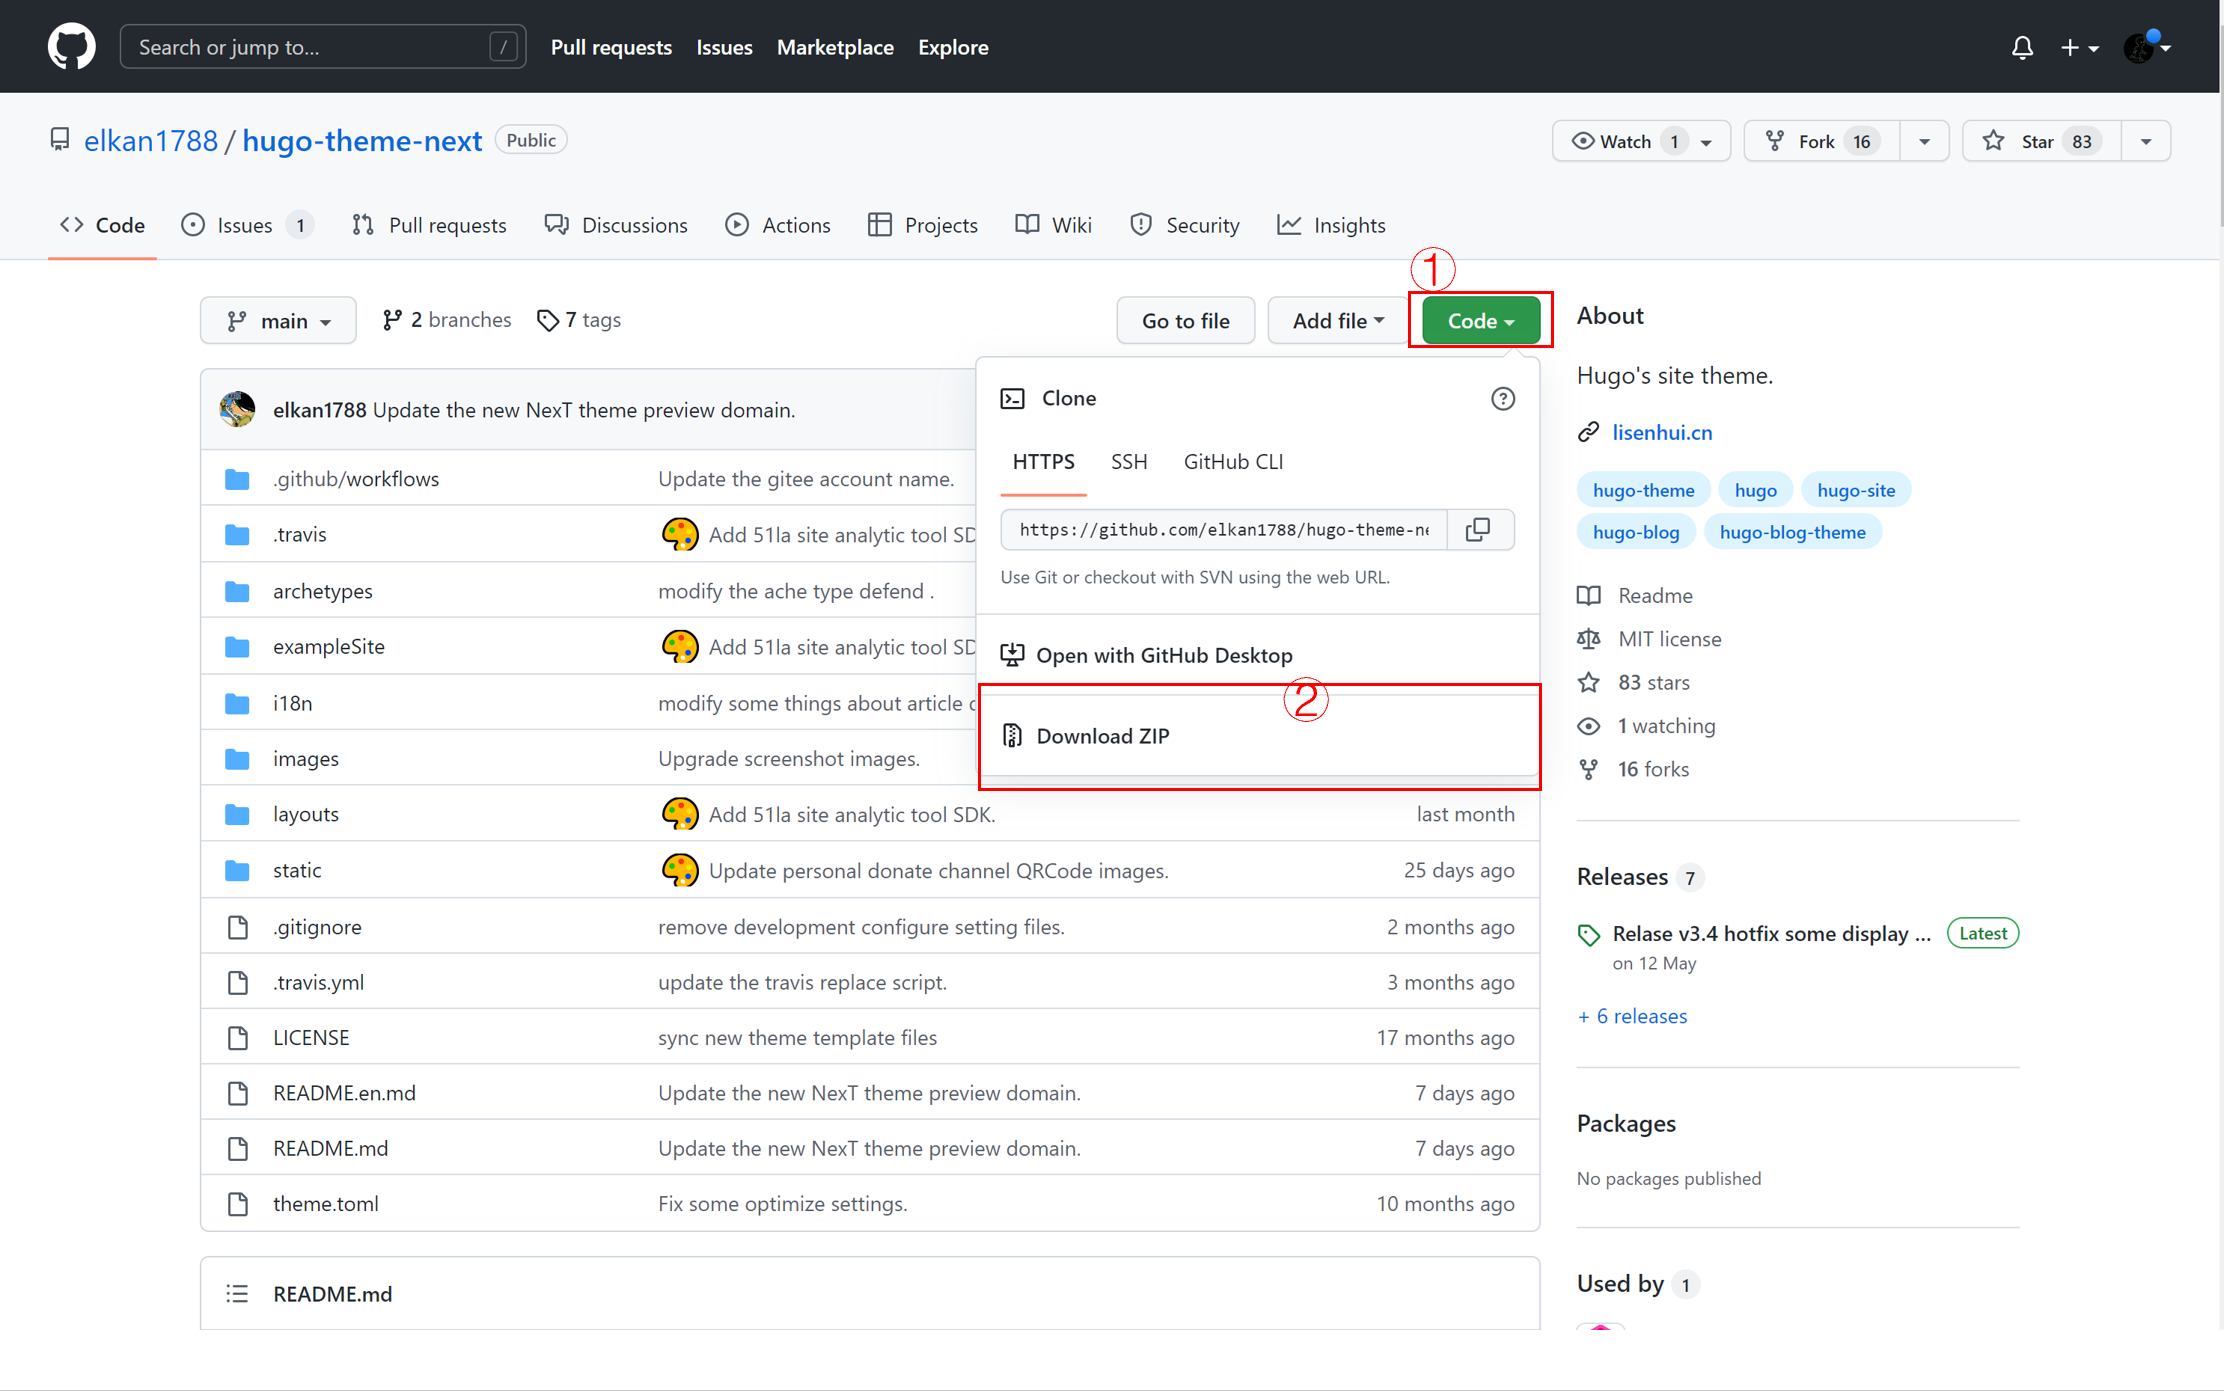 Search or jump to... /
Pull requests Issues Marketplace Explore
elkan1788 / hugo-theme-next Public
Watch 1 Fork 16 Star 83
Code Issues 1 Pull requests Discussions Actions Projects Wiki Security Insights
①
main 2 branches 7 tags Go to file Add file Code
elkan1788 Update the new NexT theme preview domain.
Clone
HTTPS SSH GitHub CLI
https://github.com/elkan1788/hugo-theme-ne
Use Git or checkout with SVN using the web URL.
Open with GitHub Desktop
②
Download ZIP
.github/workflows Update the gitee account name.
.travis Add 51la site analytic tool SD
archetypes modify the ache type defend .
exampleSite Add 51la site analytic tool SD
i18n modify some things about article
images Upgrade screenshot images.
layouts Add 51la site analytic tool SDK. last month
static Update personal donate channel QRCode images. 25 days ago
.gitignore remove development configure setting files. 2 months ago
.travis.yml update the travis replace script. 3 months ago
LICENSE sync new theme template files 17 months ago
README.en.md Update the new NexT theme preview domain. 7 days ago
README.md Update the new NexT theme preview domain. 7 days ago
theme.toml Fix some optimize settings. 10 months ago
README.md
About
Hugo's site theme.
lisenhui.cn
hugo-theme hugo hugo-site
hugo-blog hugo-blog-theme
Readme
MIT license
83 stars
1 watching
16 forks
Releases 7
Relase v3.4 hotfix some display ... Latest
on 12 May
+ 6 releases
Packages
No packages published
Used by 1